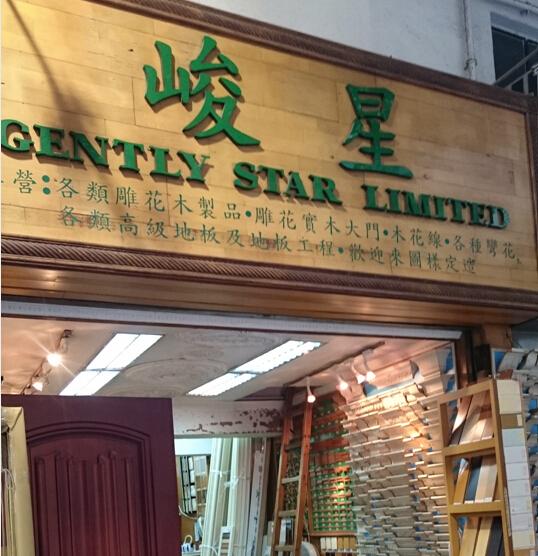 峻星
GENTLY STAR LIMITED
營：各類雕花木製品•雕花實木大門•木花線•各種彎花、
各類高級地板及地板工程•歡迎來圖樣定造